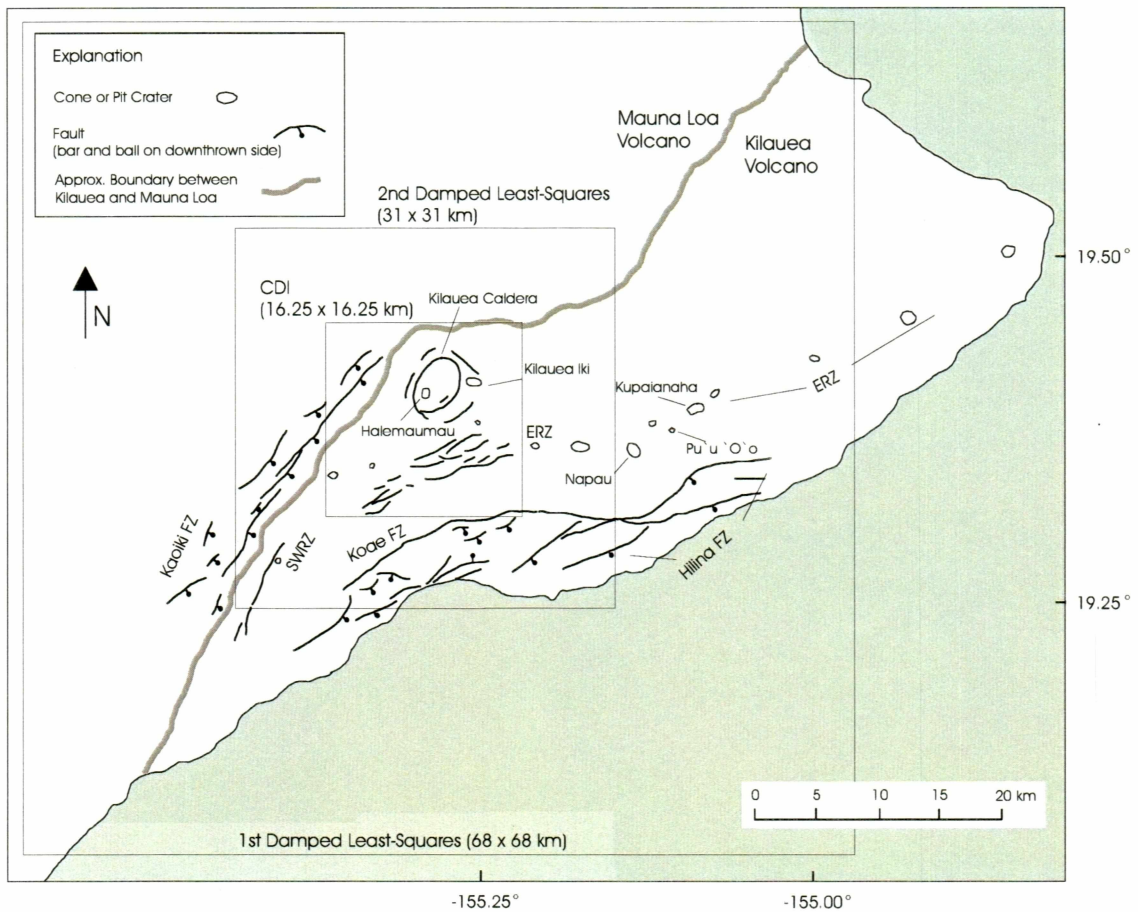 Explanation
Cone or Pit Crater
Fault
(bar and ball on downthrown side)
Approx. Boundary between
Kilauea and Mauna Loa
N
Mauna Loa
Volcano
Kilauea
Volcano
2nd Damped Least-Squares
(31 x 31 km)
CDI
(16.25 x 16.25 km)
Kilauea Caldera
Kilauea Iki
Halemaumau
ERZ
Kupaianaha
ERZ
Pu`u `O`o
Napau
Kaoiki FZ
SWRZ
Koae FZ
Hilina FZ
19.50°
19.25°
0 5 10 15 20 km
1st Damped Least-Squares (68 x 68 km)
-155.25°
-155.00°